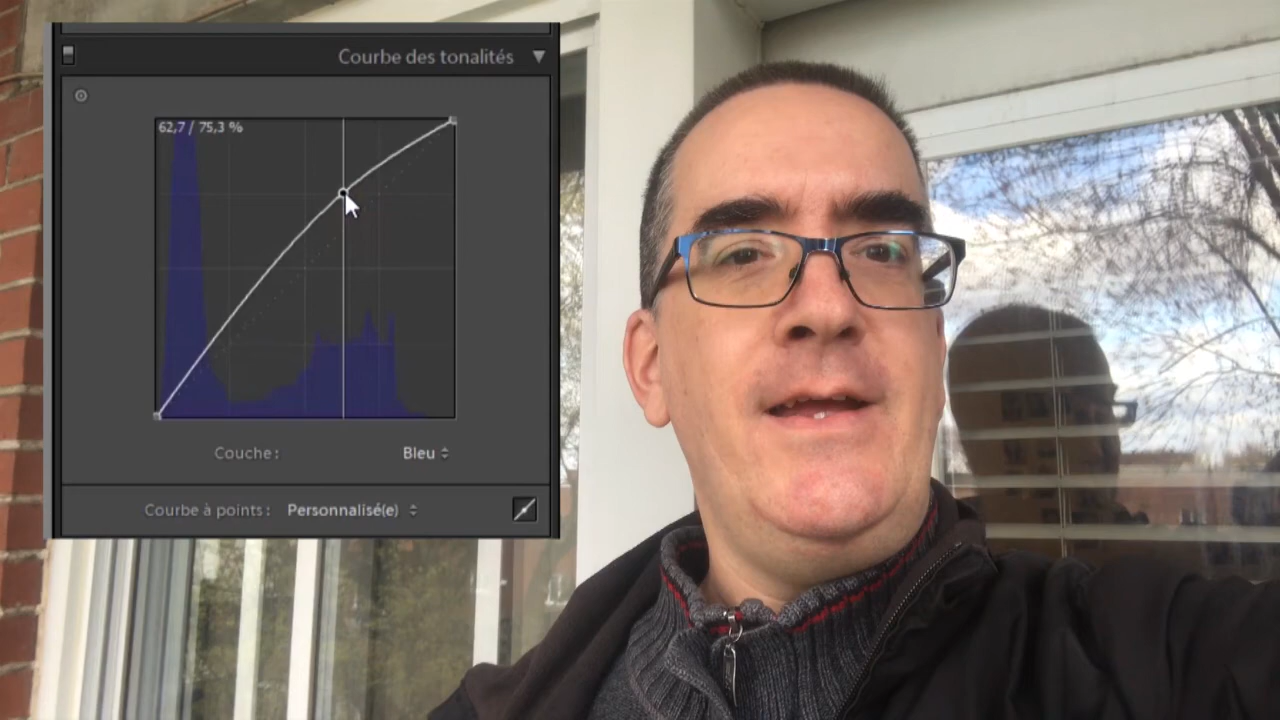 Courbe des tonalités
62,7 / 75,3 %
Couche :
Bleu
Courbe à points : Personnalisé(e)